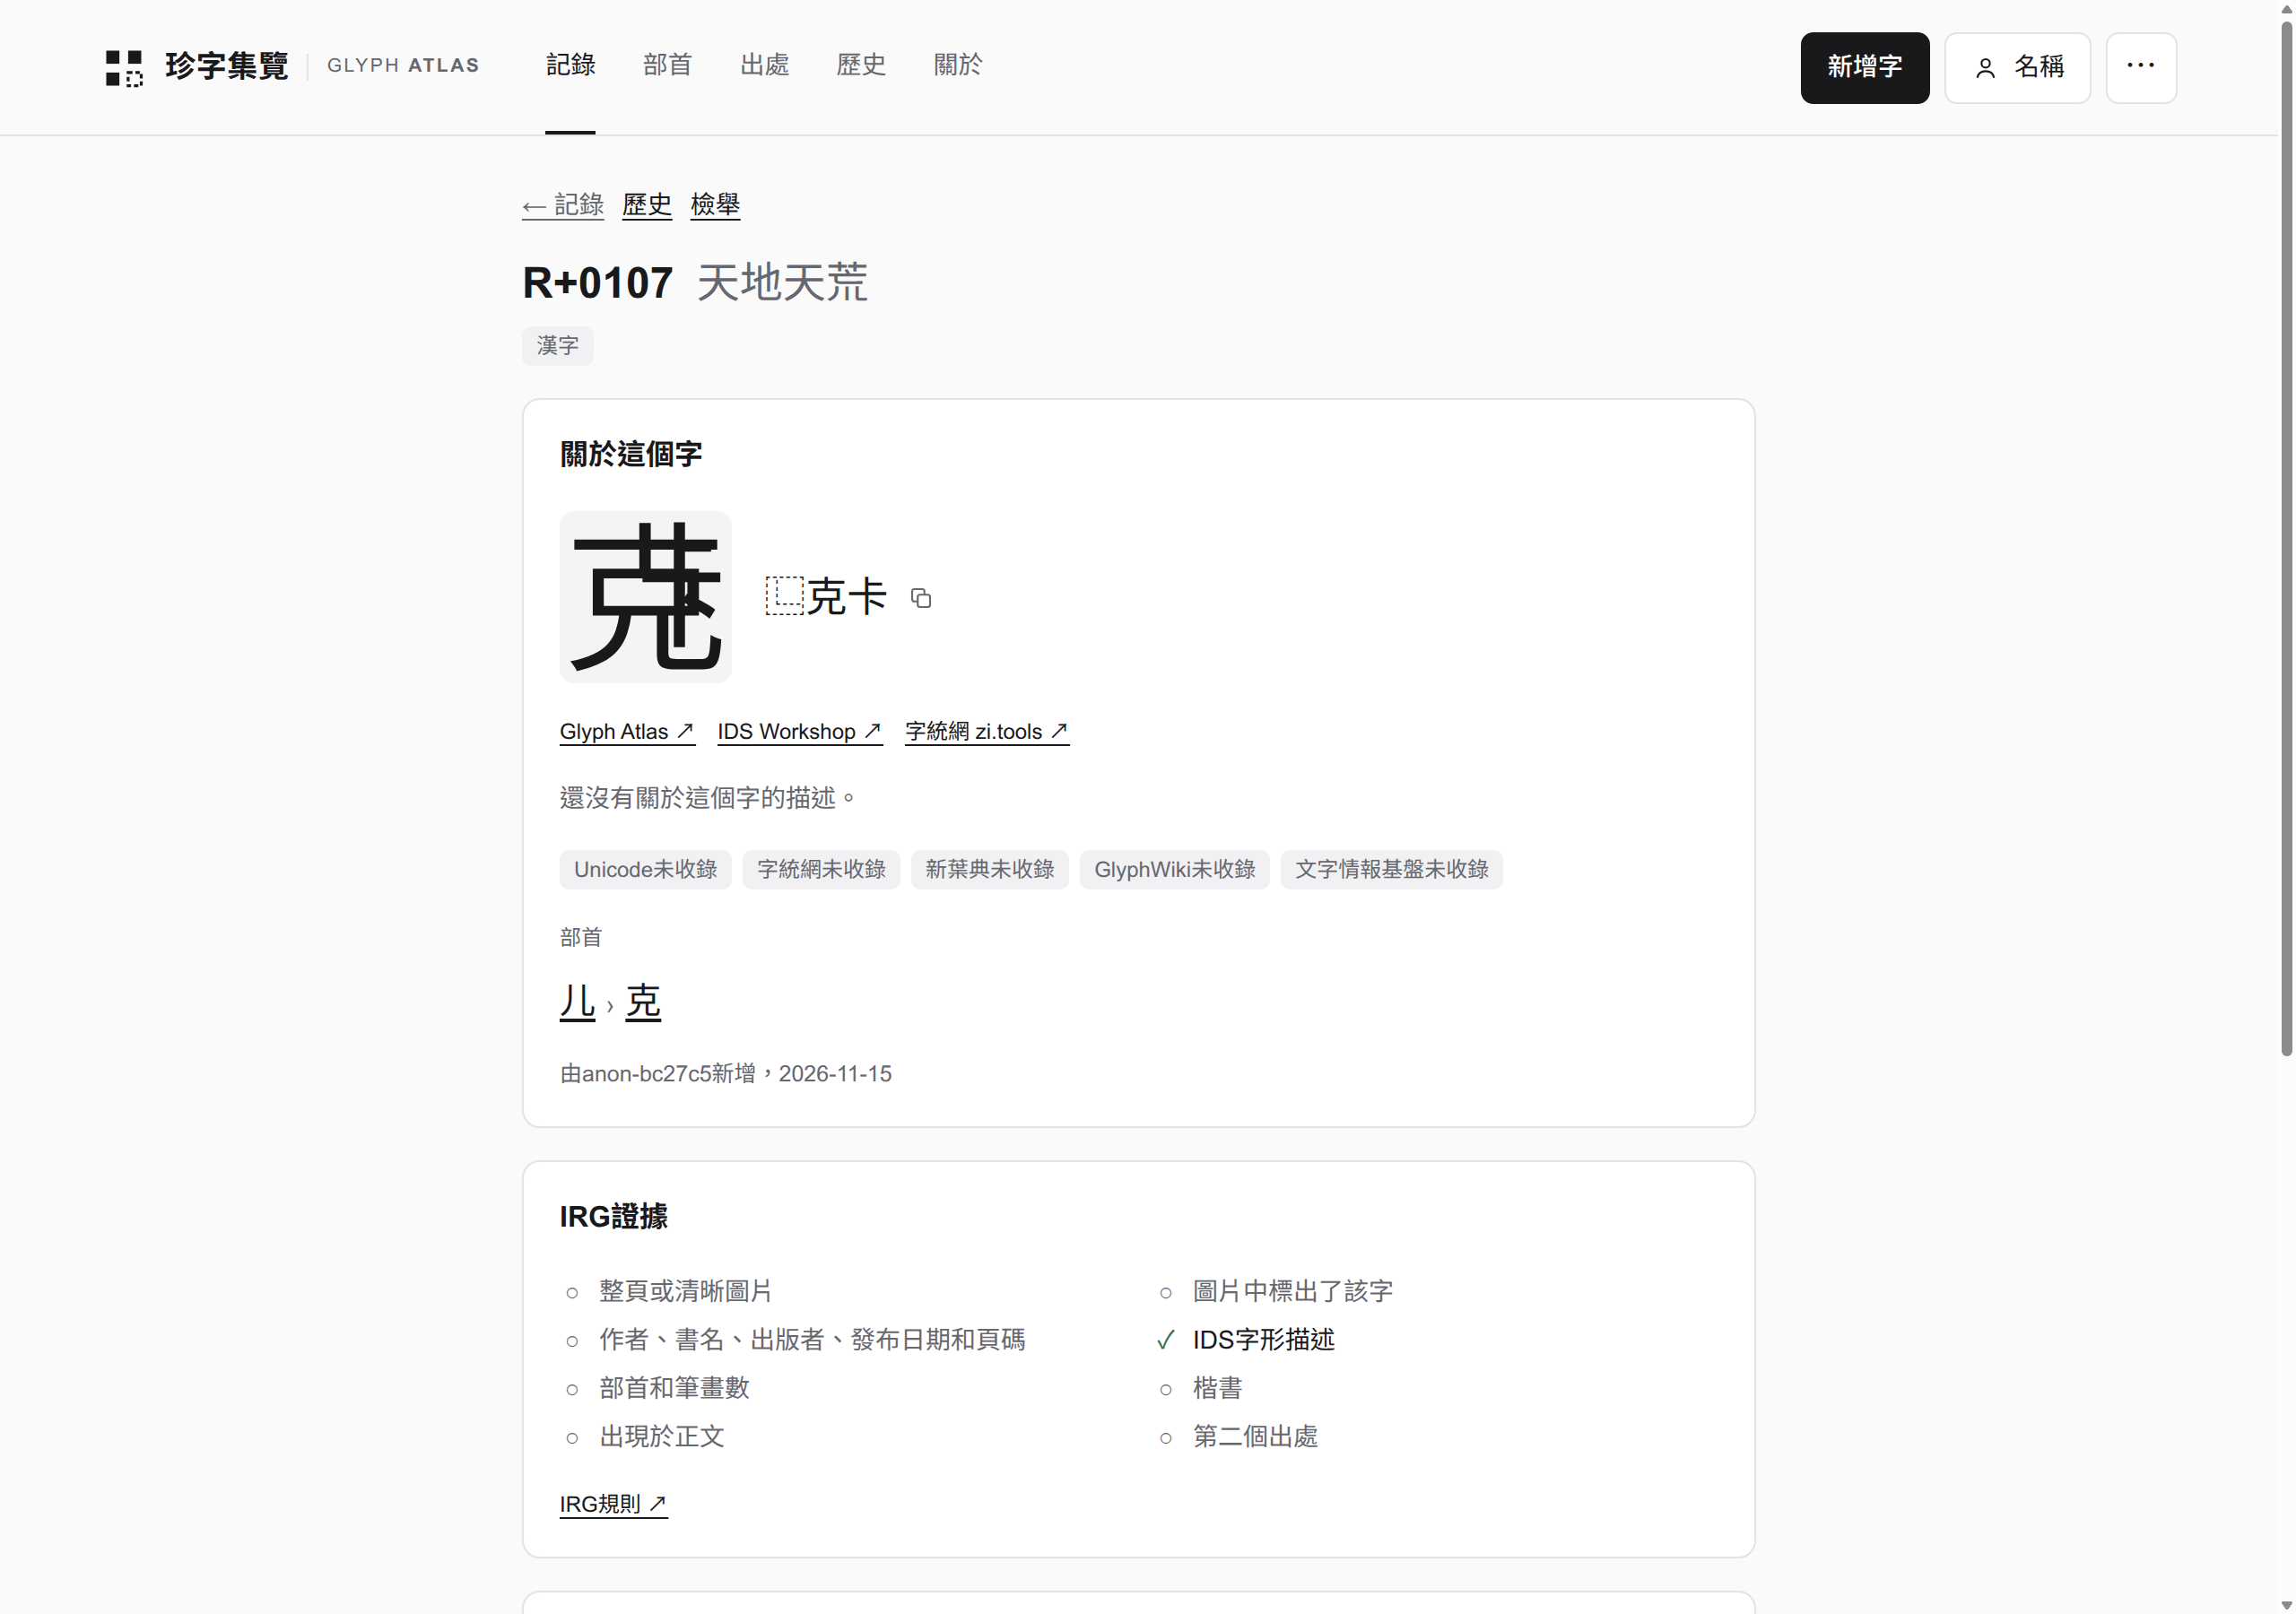 珍字集覽 GLYPH ATLAS 記錄 部首 出處 歷史 關於 新增字 名稱 ···
← 記錄 歷史 檢舉
R+0107 天地天荒
漢字
關於這個字
⿺克卡
Glyph Atlas ↗ IDS Workshop ↗ 字統網 zi.tools ↗
還沒有關於這個字的描述。
Unicode未收錄 字統網未收錄 新葉典未收錄 GlyphWiki未收錄 文字情報基盤未收錄
部首
儿 › 克
由anon-bc27c5新增，2026-11-15
IRG證據
整頁或清晰圖片 圖片中標出了該字
作者、書名、出版者、發布日期和頁碼 ✓ IDS字形描述
部首和筆畫數 楷書
出現於正文 第二個出處
IRG規則 ↗